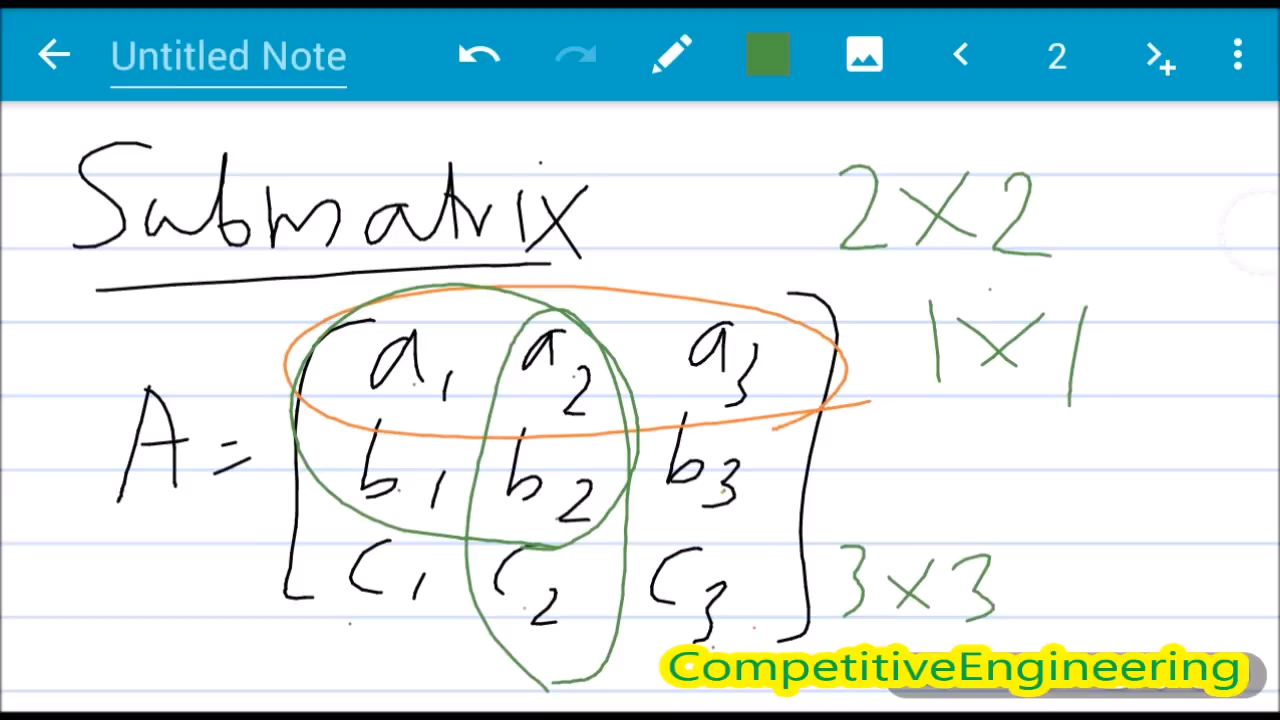 Untitled Note 2
Submatrix 2 x 2
1 x 1
a1 a2 a3
A = b1 b2 b3
c1 c2 c3 3 x 3
CompetitiveEngineering